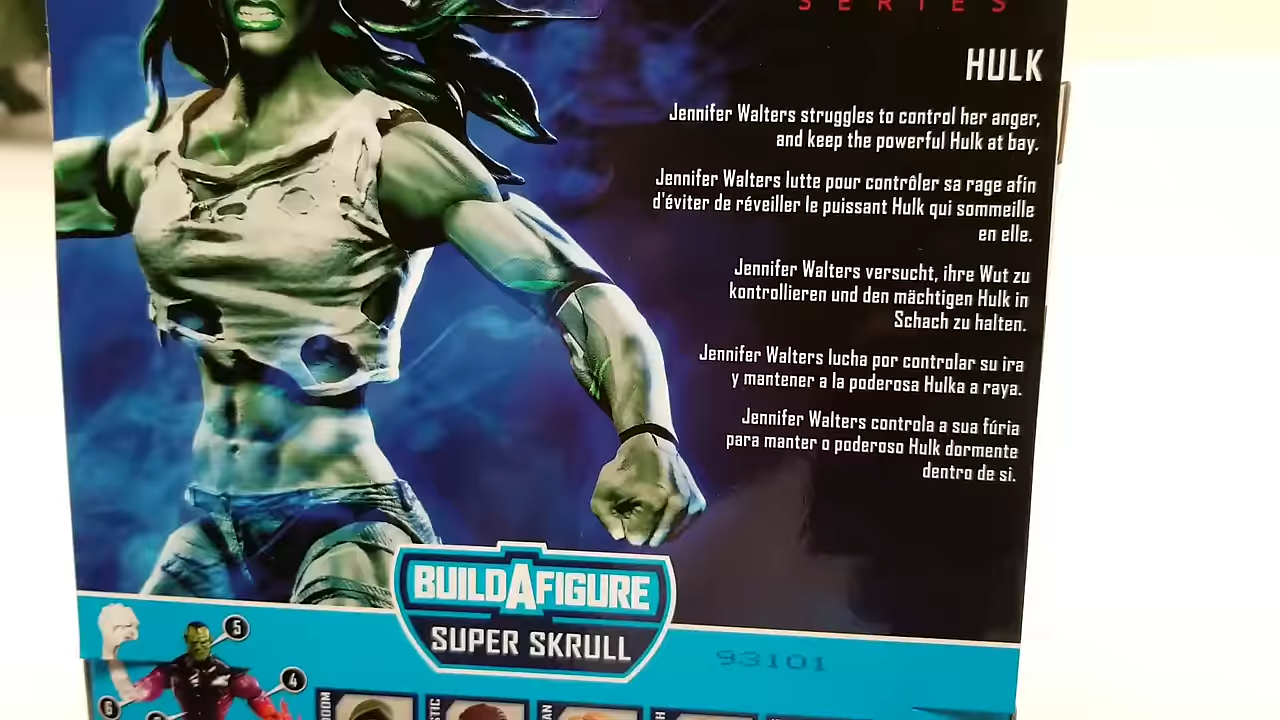 SERIES
HULK
Jennifer Walters struggles to control her anger,
and keep the powerful Hulk at bay.
Jennifer Walters lutte pour contrôler sa rage afin
d'éviter de réveiller le puissant Hulk qui sommeille
en elle.
Jennifer Walters versucht, ihre Wut zu
kontrollieren und den mächtigen Hulk in
Schach zu halten.
Jennifer Walters lucha por controlar su ira
y mantener a la poderosa Hulka a raya.
Jennifer Walters controla a sua fúria
para manter o poderoso Hulk dormente
dentro de si.
BUILDAFIGURE
SUPER SKRULL
93101
5
4
6